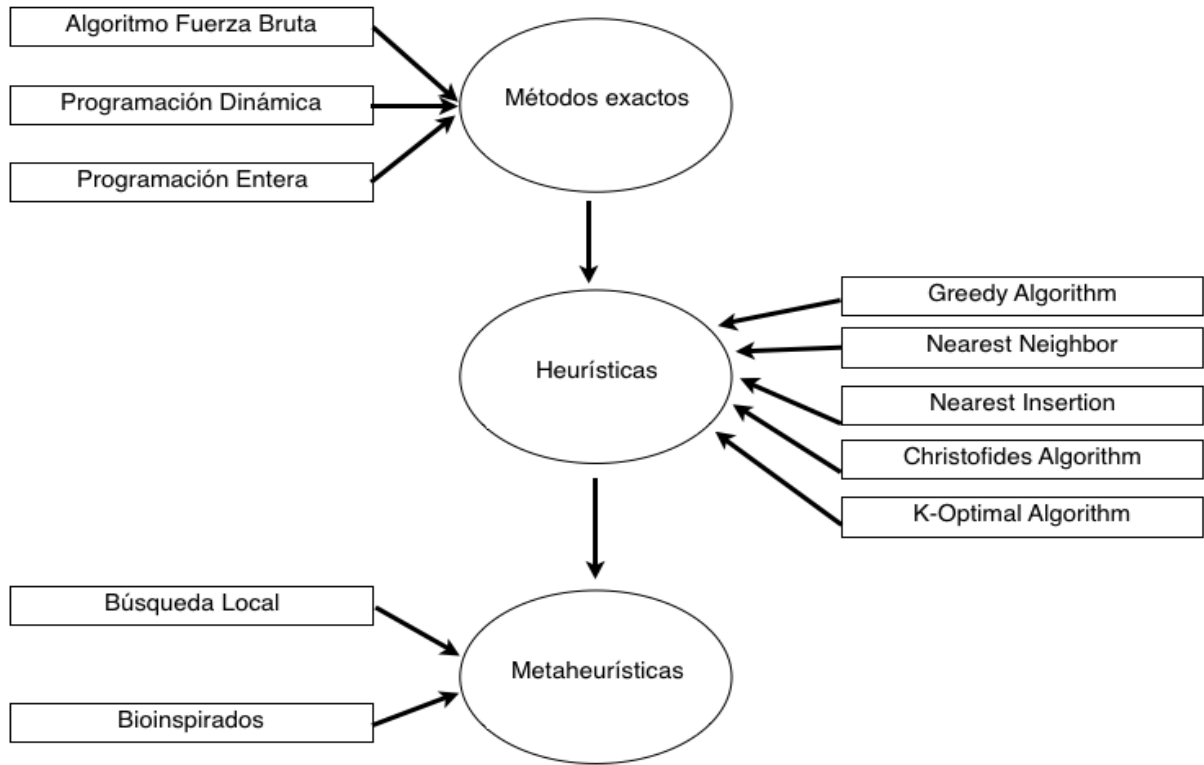 Algoritmo Fuerza Bruta
Programación Dinámica
Programación Entera
Métodos exactos
Heurísticas
Greedy Algorithm
Nearest Neighbor
Nearest Insertion
Christofides Algorithm
K-Optimal Algorithm
Búsqueda Local
Bioinspirados
Metaheurísticas